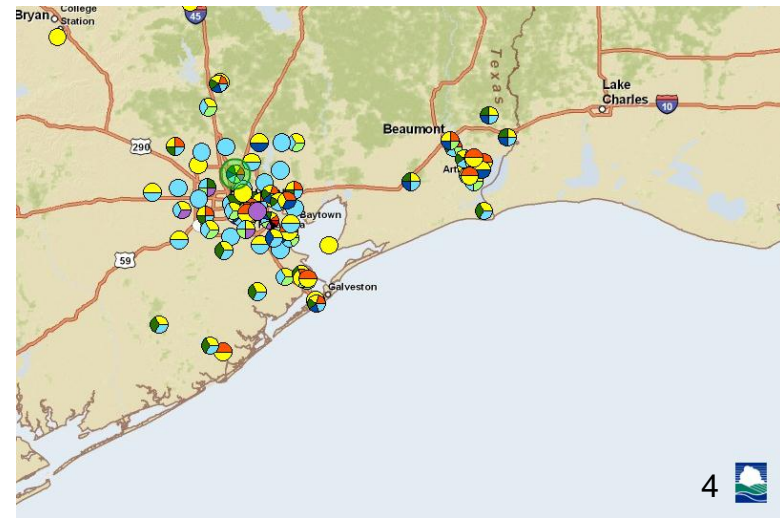 College
Bryan
Station
45
Texas
Lake
Charles
10
Beaumont
290
Baytown
59
Galveston
4